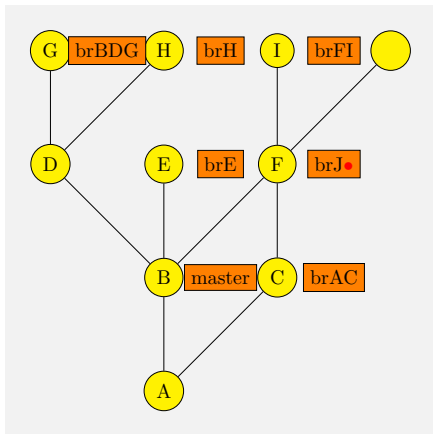 G brBDG H brH I brFI
D E brE F brJ
B master C brAC
A